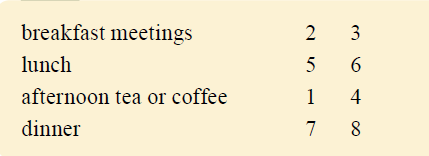 breakfast meetings 2 3
lunch 5 6
afternoon tea or coffee 1 4
dinner 7 8